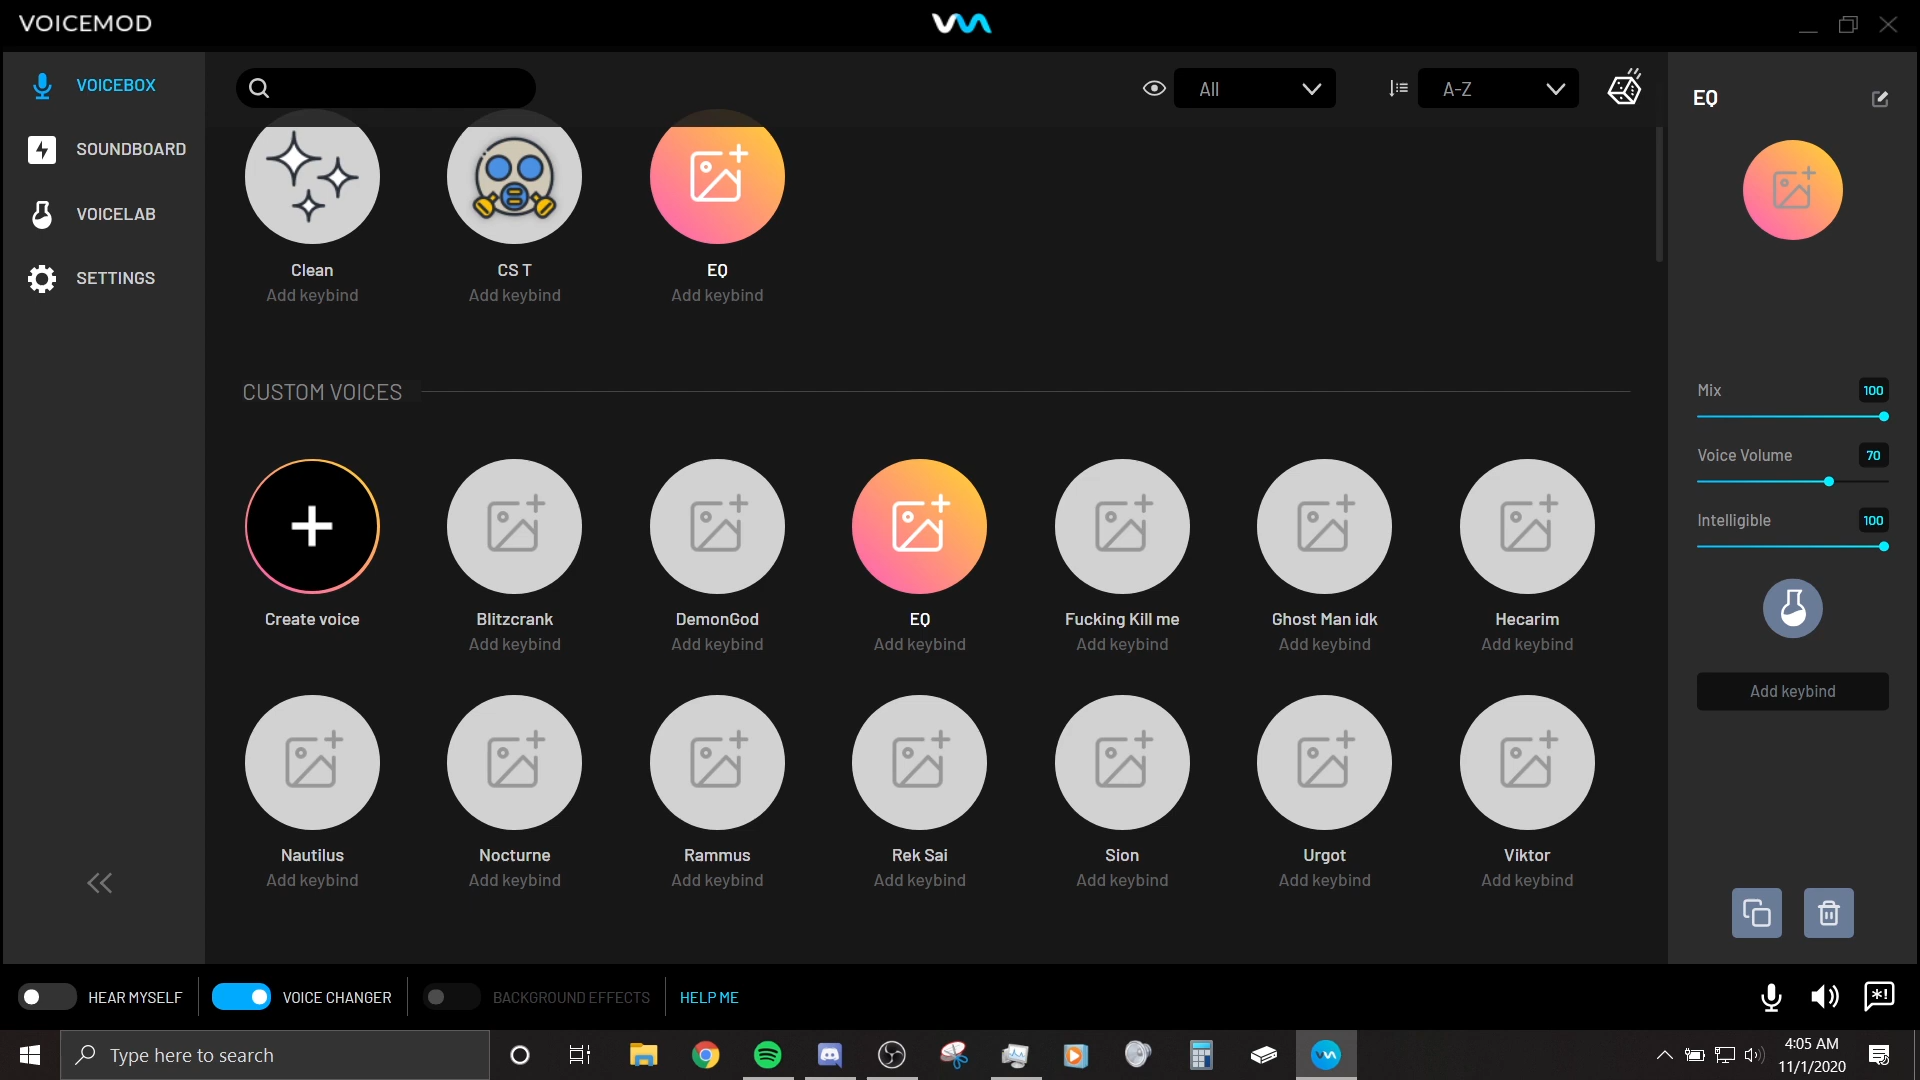 VOICEMOD
VOICEBOX
SOUNDBOARD
VOICELAB
SETTINGS
All
A-Z
EQ
Clean
Add keybind
CS T
Add keybind
EQ
Add keybind
CUSTOM VOICES
Create voice
Blitzcrank
Add keybind
DemonGod
Add keybind
EQ
Add keybind
Fucking Kill me
Add keybind
Ghost Man idk
Add keybind
Hecarim
Add keybind
Nautilus
Add keybind
Nocturne
Add keybind
Rammus
Add keybind
Rek Sai
Add keybind
Sion
Add keybind
Urgot
Add keybind
Viktor
Add keybind
Mix 100
Voice Volume 70
Intelligible 100
Add keybind
HEAR MYSELF
VOICE CHANGER
BACKGROUND EFFECTS
HELP ME
Type here to search
4:05 AM
11/1/2020